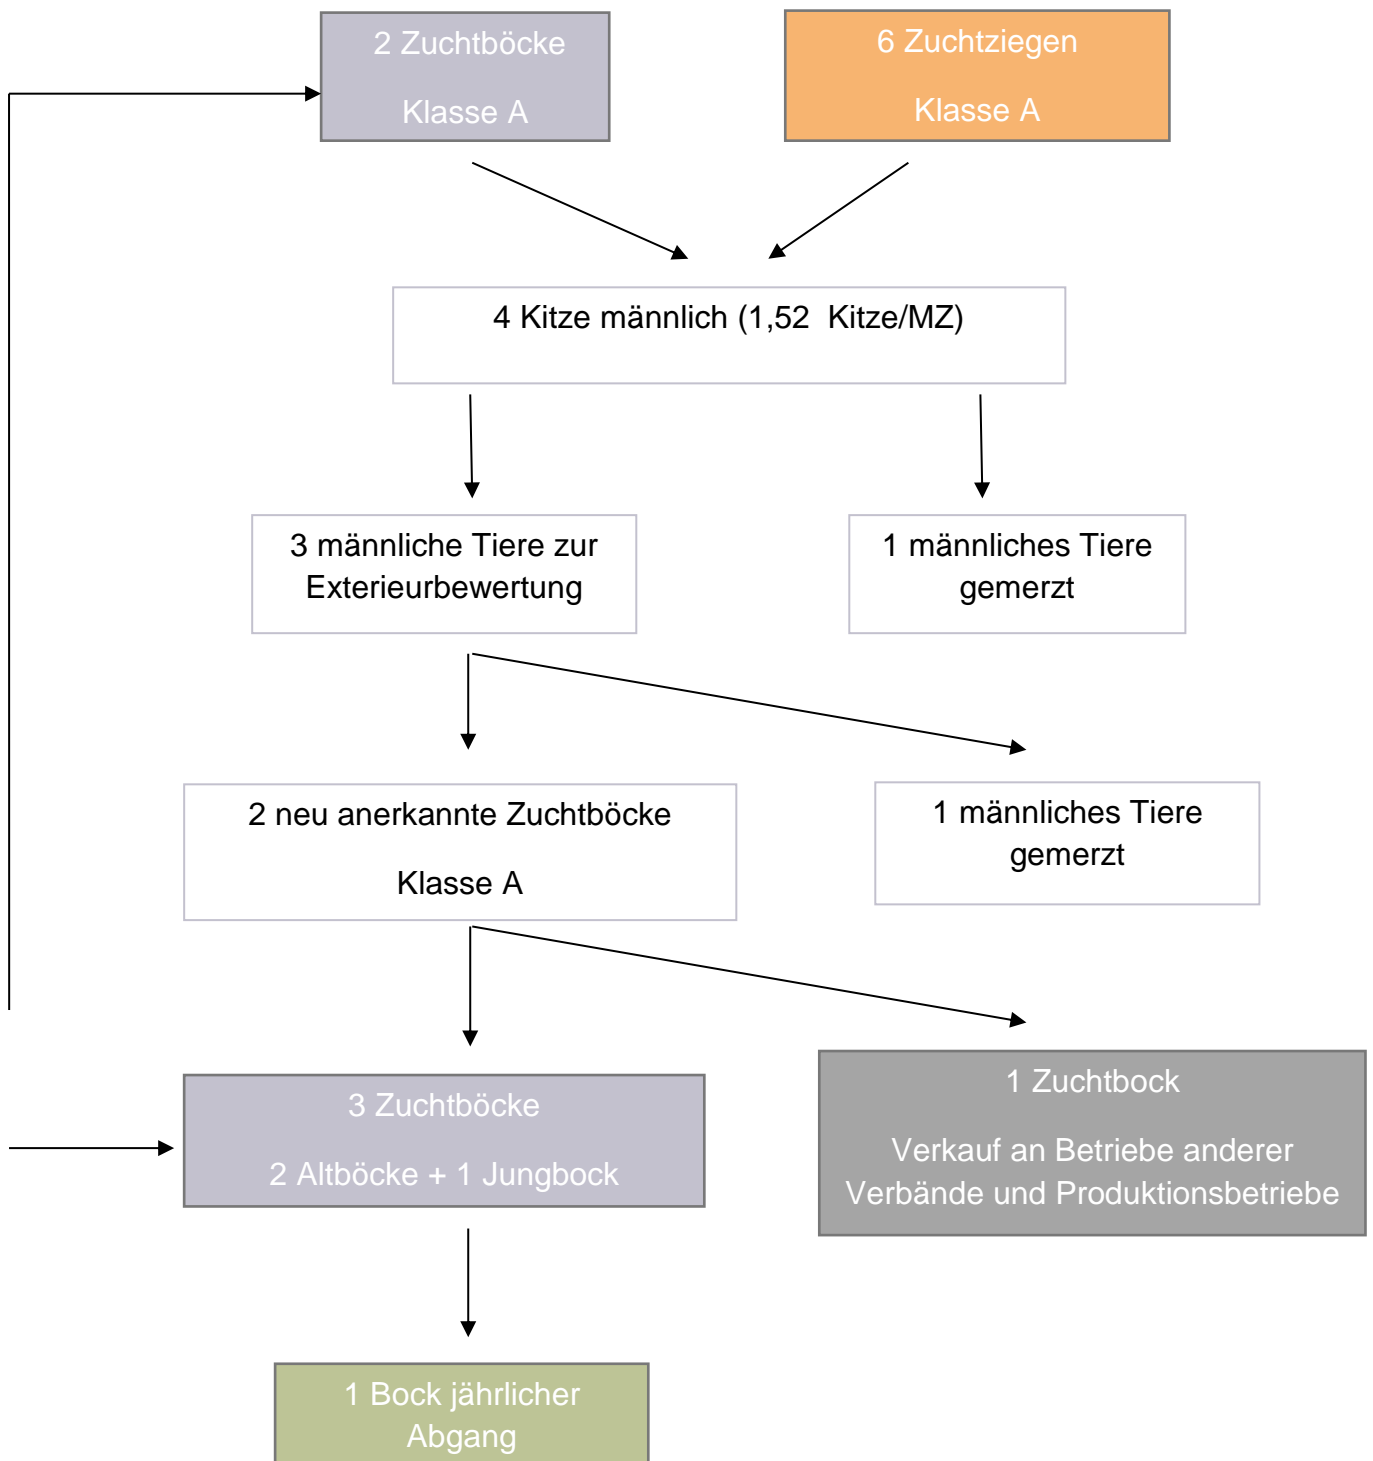 2 Zuchtböcke
Klasse A
6 Zuchtziegen
Klasse A
4 Kitze männlich (1,52 Kitze/MZ)
3 männliche Tiere zur
Exterieurbewertung
1 männliches Tiere
gemerzt
2 neu anerkannte Zuchtböcke
Klasse A
1 männliches Tiere
gemerzt
3 Zuchtböcke
2 Altböcke + 1 Jungbock
1 Zuchtbock
Verkauf an Betriebe anderer
Verbände und Produktionsbetriebe
1 Bock jährlicher
Abgang